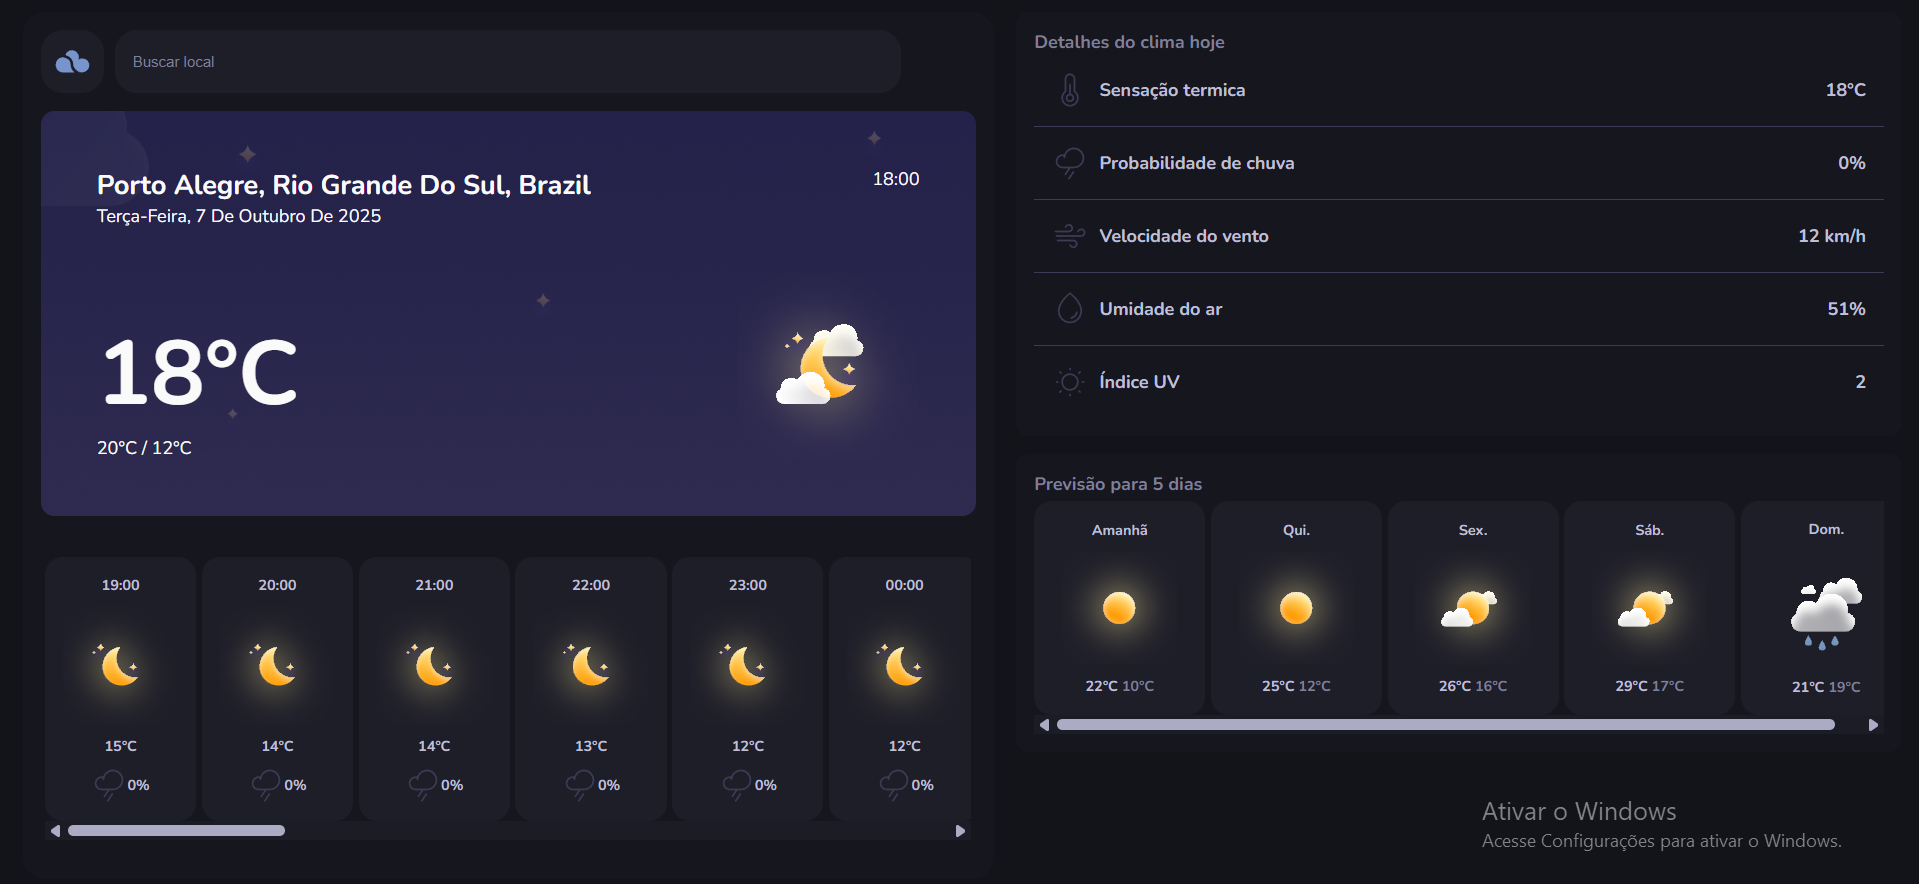 Buscar local
Porto Alegre, Rio Grande Do Sul, Brazil
18:00
Terça-Feira, 7 De Outubro De 2025
18°C
20°C / 12°C
19:00
15°C
0%
20:00
14°C
0%
21:00
14°C
0%
22:00
13°C
0%
23:00
12°C
0%
00:00
12°C
0%
Detalhes do clima hoje
Sensação termica 18°C
Probabilidade de chuva 0%
Velocidade do vento 12 km/h
Umidade do ar 51%
Índice UV 2
Previsão para 5 dias
Amanhã
22°C 10°C
Qui.
25°C 12°C
Sex.
26°C 16°C
Sáb.
29°C 17°C
Dom.
21°C 19°C
Ativar o Windows
Acesse Configurações para ativar o Windows.